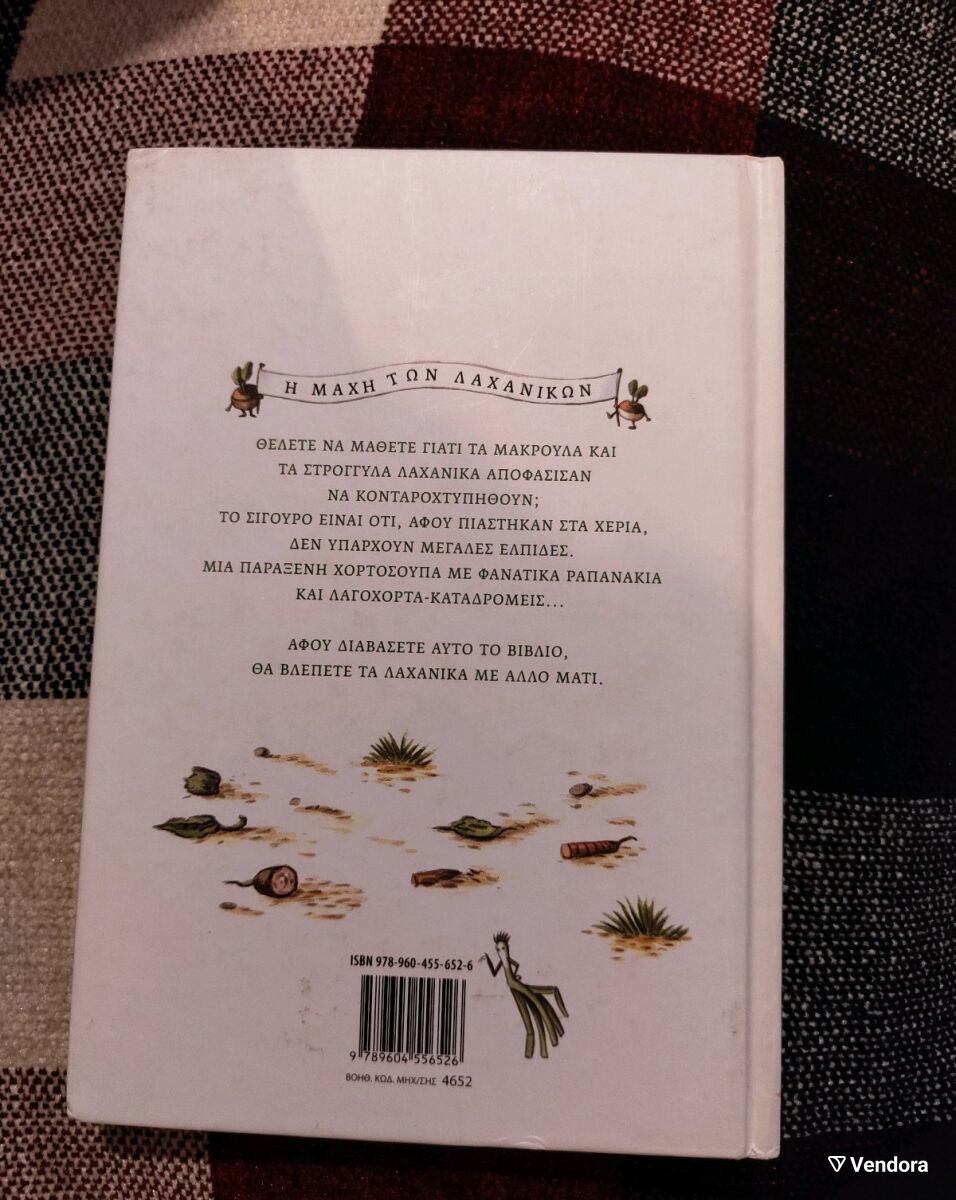 Η ΜΑΧΗ ΤΩΝ ΛΑΧΑΝΙΚΩΝ
ΘΕΛΕΤΕ ΝΑ ΜΑΘΕΤΕ ΓΙΑΤΙ ΤΑ ΜΑΚΡΟΥΛΑ ΚΑΙ
ΤΑ ΣΤΡΟΓΓΥΛΑ ΛΑΧΑΝΙΚΑ ΑΠΟΦΑΣΙΣΑΝ
ΝΑ ΚΟΝΤΑΡΟΧΤΥΠΗΘΟΥΝ;
ΤΟ ΣΙΓΟΥΡΟ ΕΙΝΑΙ ΟΤΙ, ΑΦΟΥ ΠΙΑΣΤΗΚΑΝ ΣΤΑ ΧΕΡΙΑ,
ΔΕΝ ΥΠΑΡΧΟΥΝ ΜΕΓΑΛΕΣ ΕΛΠΙΔΕΣ.
ΜΙΑ ΠΑΡΑΞΕΝΗ ΧΟΡΤΟΣΟΥΠΑ ΜΕ ΦΑΝΑΤΙΚΑ ΡΑΠΑΝΑΚΙΑ
ΚΑΙ ΛΑΓΟΧΟΡΤΑ-ΚΑΤΑΔΡΟΜΕΙΣ...
ΑΦΟΥ ΔΙΑΒΑΣΕΤΕ ΑΥΤΟ ΤΟ ΒΙΒΛΙΟ,
ΘΑ ΒΛΕΠΕΤΕ ΤΑ ΛΑΧΑΝΙΚΑ ΜΕ ΑΛΛΟ ΜΑΤΙ.
ISBN 978-960-455-652-6
9 789604 556526
ΒΟΗΘ. ΚΩΔ. ΜΗΧ/ΣΗΣ 4652
Vendora